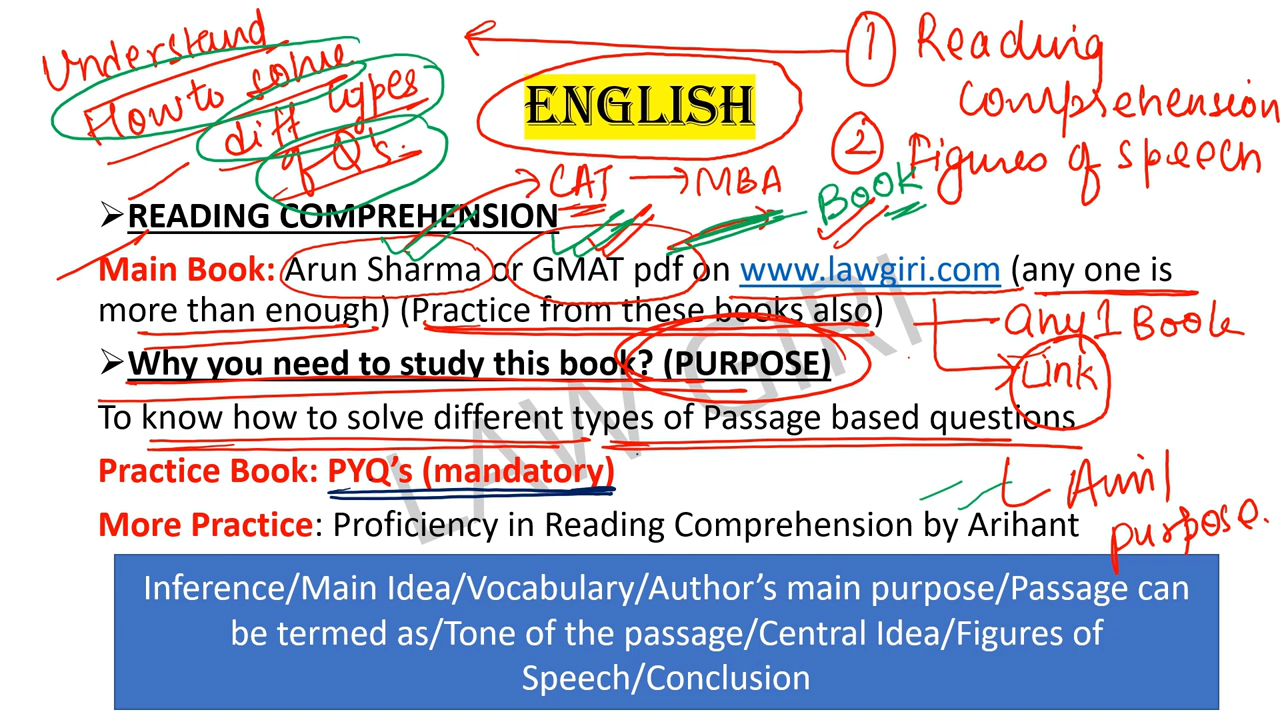 Understand
How to solve
diff types
of Q's.
1 Reading
comprehension
2 Figures of speech
ENGLISH
CAT → MBA
BOOK
➤READING COMPREHENSION
Main Book: Arun Sharma or GMAT pdf on www.lawgiri.com (any one is
more than enough) (Practice from these books also)
any 1 Book
Link
➤Why you need to study this book? (PURPOSE)
To know how to solve different types of Passage based questions
Practice Book: PYQ’s (mandatory)
purpose.
More Practice: Proficiency in Reading Comprehension by Arihant
Inference/Main Idea/Vocabulary/Author’s main purpose/Passage can
be termed as/Tone of the passage/Central Idea/Figures of
Speech/Conclusion
LAW GIRI